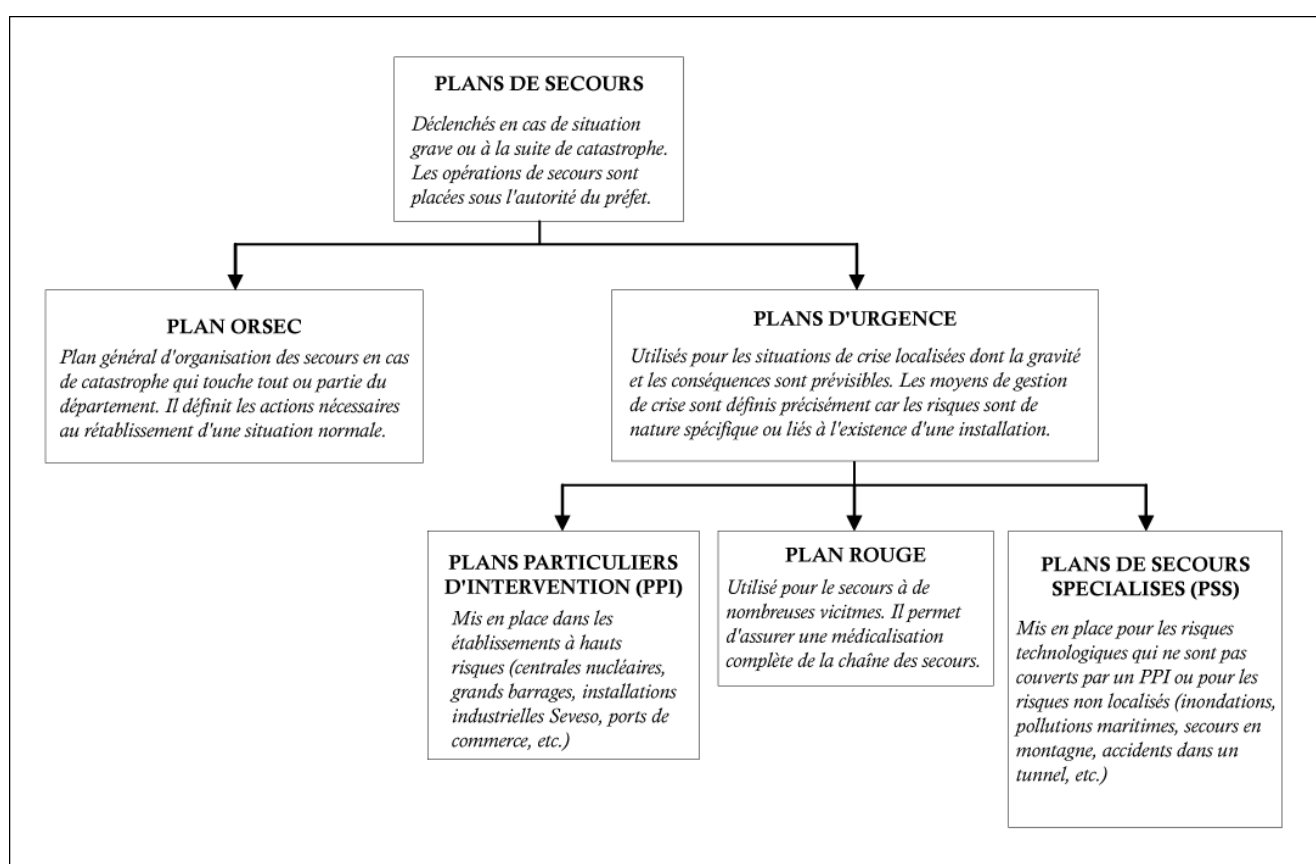 PLANS DE SECOURS
Déclenchés en cas de situation
grave ou à la suite de catastrophe.
Les opérations de secours sont
placées sous l'autorité du préfet.
PLAN ORSEC
Plan général d'organisation des secours en cas
de catastrophe qui touche tout ou partie du
département. Il définit les actions nécessaires
au rétablissement d'une situation normale.
PLANS D'URGENCE
Utilisés pour les situations de crise localisées dont la gravité
et les conséquences sont prévisibles. Les moyens de gestion
de crise sont définis précisément car les risques sont de
nature spécifique ou liés à l'existence d'une installation.
PLANS PARTICULIERS
D'INTERVENTION (PPI)
Mis en place dans les
établissements à hauts
risques (centrales nucléaires,
grands barrages, installations
industrielles Seveso, ports de
commerce, etc.)
PLAN ROUGE
Utilisé pour le secours à de
nombreuses vicitmes. Il permet
d'assurer une médicalisation
complète de la chaîne des secours.
PLANS DE SECOURS
SPECIALISES (PSS)
Mis en place pour les risques
technologiques qui ne sont pas
couverts par un PPI ou pour les
risques non localisés (inondations,
pollutions maritimes, secours en
montagne, accidents dans un
tunnel, etc.)